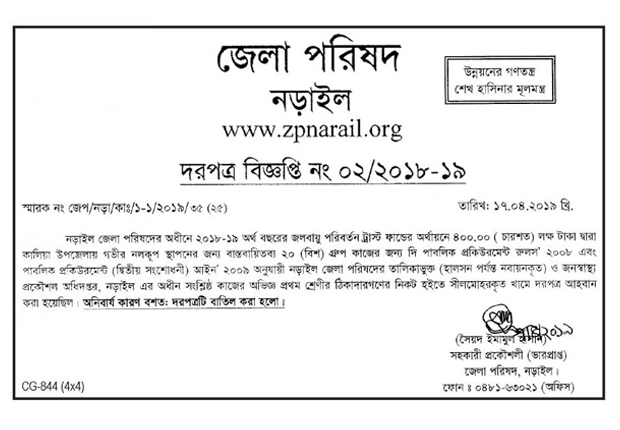 জেলা পরিষদ
নড়াইল
www.zpnarail.org
উন্নয়নের গণতন্ত্র
শেখ হাসিনার মূলমন্ত্র
দরপত্র বিজ্ঞপ্তি নং ০২/২০১৮-১৯
স্মারক নং জেপ/নড়া/কাঃ/১-১/২০১৯/৩৫ (২৫) তারিখ: ১৭.০৪.২০১৯ খ্রি.
নড়াইল জেলা পরিষদের অধীনে ২০১৮-১৯ অর্থ বছরের জলবায়ু পরিবর্তন ট্রাস্ট ফান্ডের অর্থায়নে ৪০০.০০ (চারশত) লক্ষ টাকা দ্বারা
কালিয়া উপজেলায় গভীর নলকূপ স্থাপনের জন্য বাস্তবায়িতব্য ২০ (বিশ) গ্রুপ কাজের জন্য দি পাবলিক প্রকিউরমেন্ট রুলস' ২০০৮ এবং
পাবলিক প্রকিউরমেন্ট (দ্বিতীয় সংশোধনী) আইন' ২০০৯ অনুযায়ী নড়াইল জেলা পরিষদের তালিকাভুক্ত (হালসন পর্যন্ত নবায়নকৃত) ও জনস্বাস্থ্য
প্রকৌশল অধিদপ্তর, নড়াইল এর অধীন সংশ্লিষ্ঠ কাজের অভিজ্ঞ প্রথম শ্রেণীর ঠিকাদারগণের নিকট হইতে সীলমোহরকৃত খামে দরপত্র আহবান
করা হয়েছিল। অনিবার্য কারণ বশত: দরপত্রটি বাতিল করা হলো।
(সৈয়দ ইমামুল হাসান)
সহকারী প্রকৌশলী (ভারপ্রাপ্ত)
জেলা পরিষদ, নড়াইল।
ফোন : ০৪৮১-৬৩০২১ (অফিস)
CG-844 (4x4)